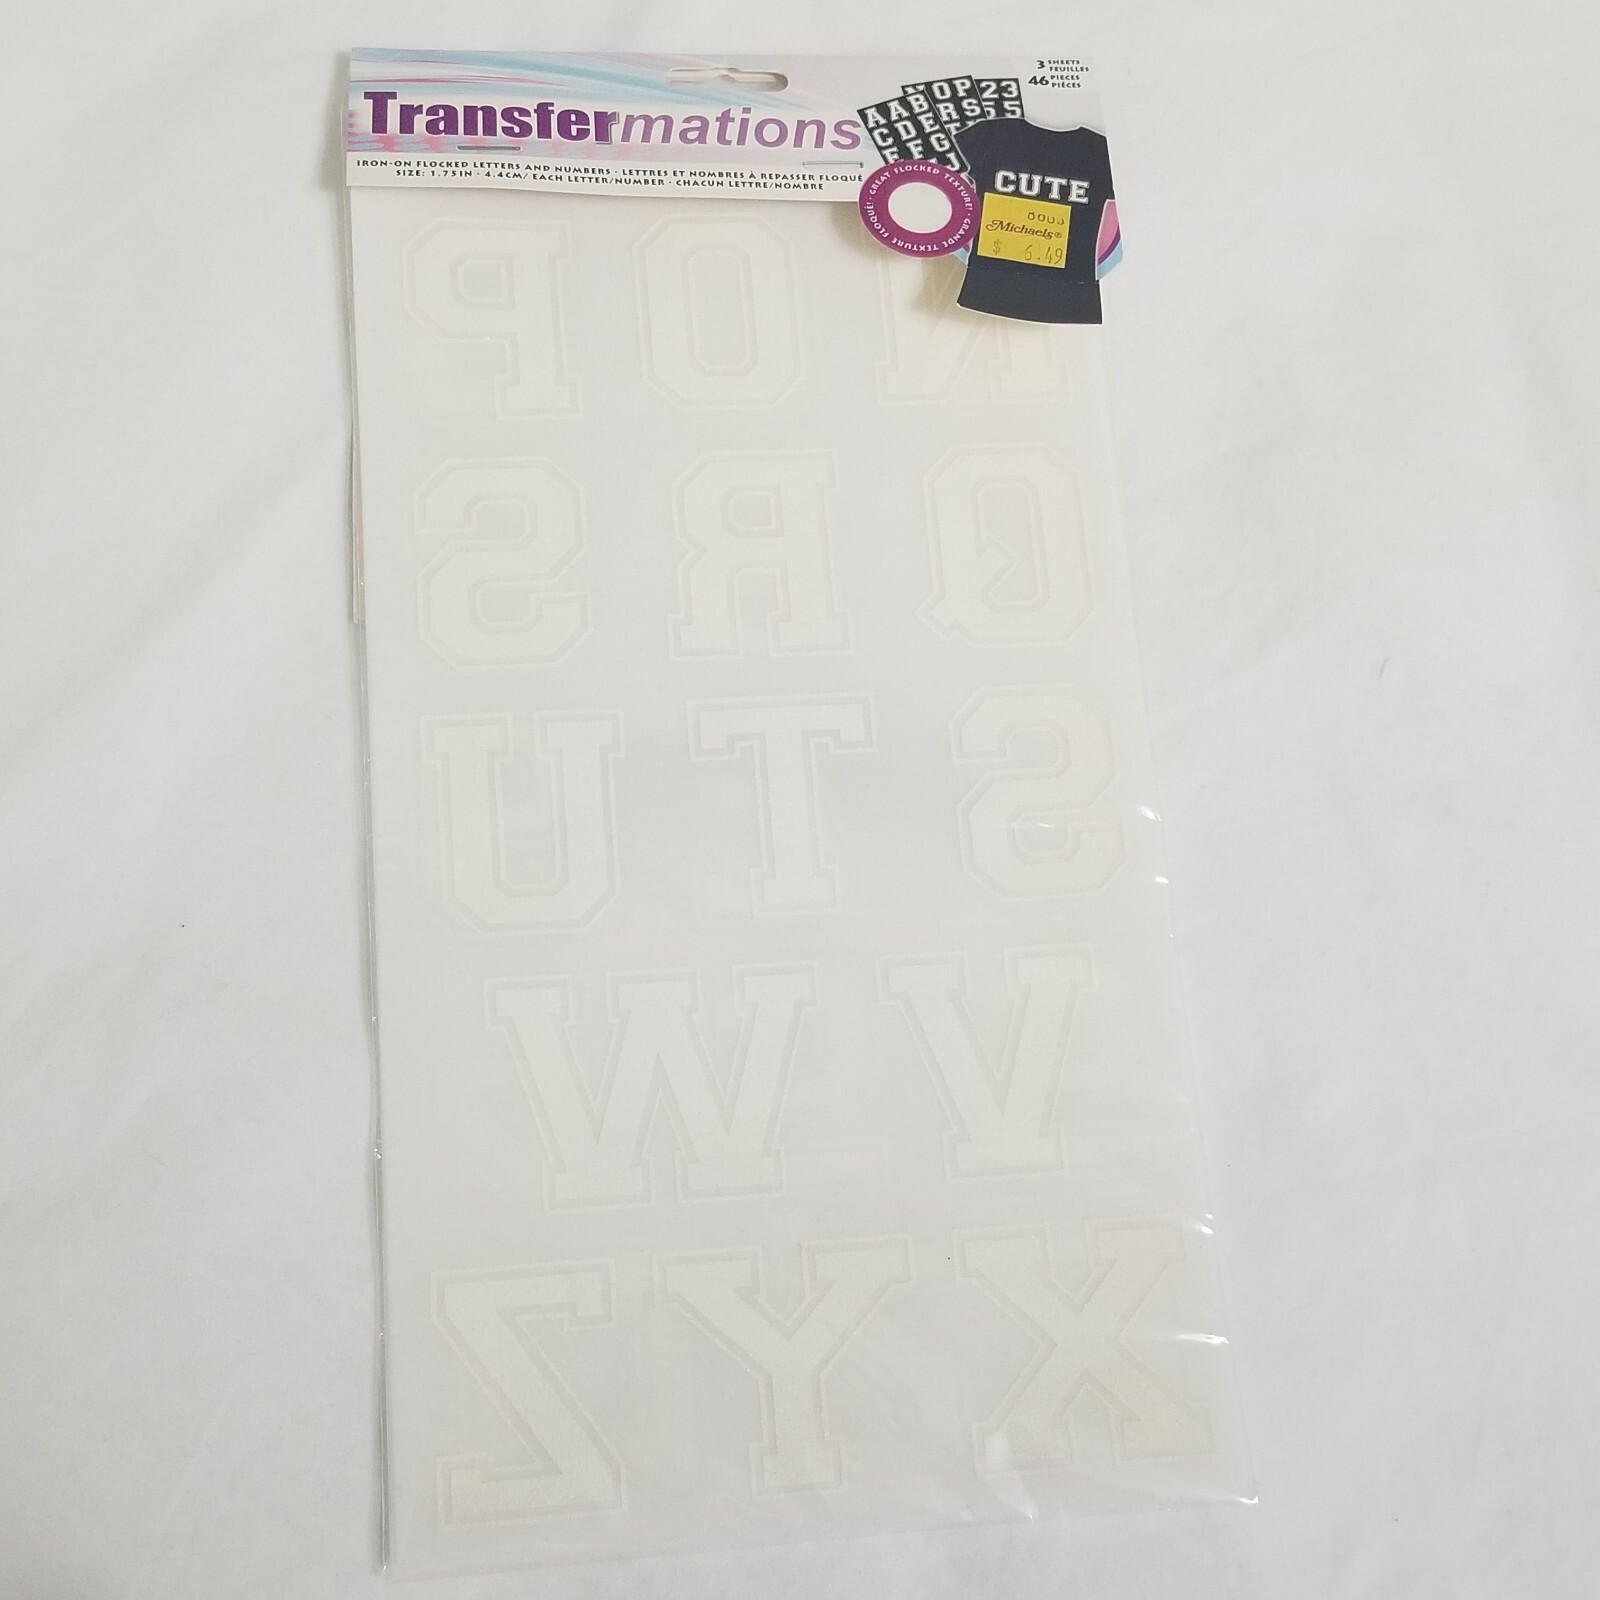 Transfermations
IRON-ON FLOCKED LETTERS AND NUMBERS · LETTRES ET NOMBRES À REPASSER FLOQUÉ
SIZE: 1.75IN · 4.4CM/ EACH LETTER/NUMBER · CHACUN LETTRE/NOMBRE
3 SHEETS
FEUILLES
46 PIECES
PIÈCES
GREAT FLOCKED TEXTURE! · GRANDE TEXTURE FLOQUÉ! ·
CUTE
Michaels®
$ 6.49
P O N
S R Q
U T S
W V
Z Y X